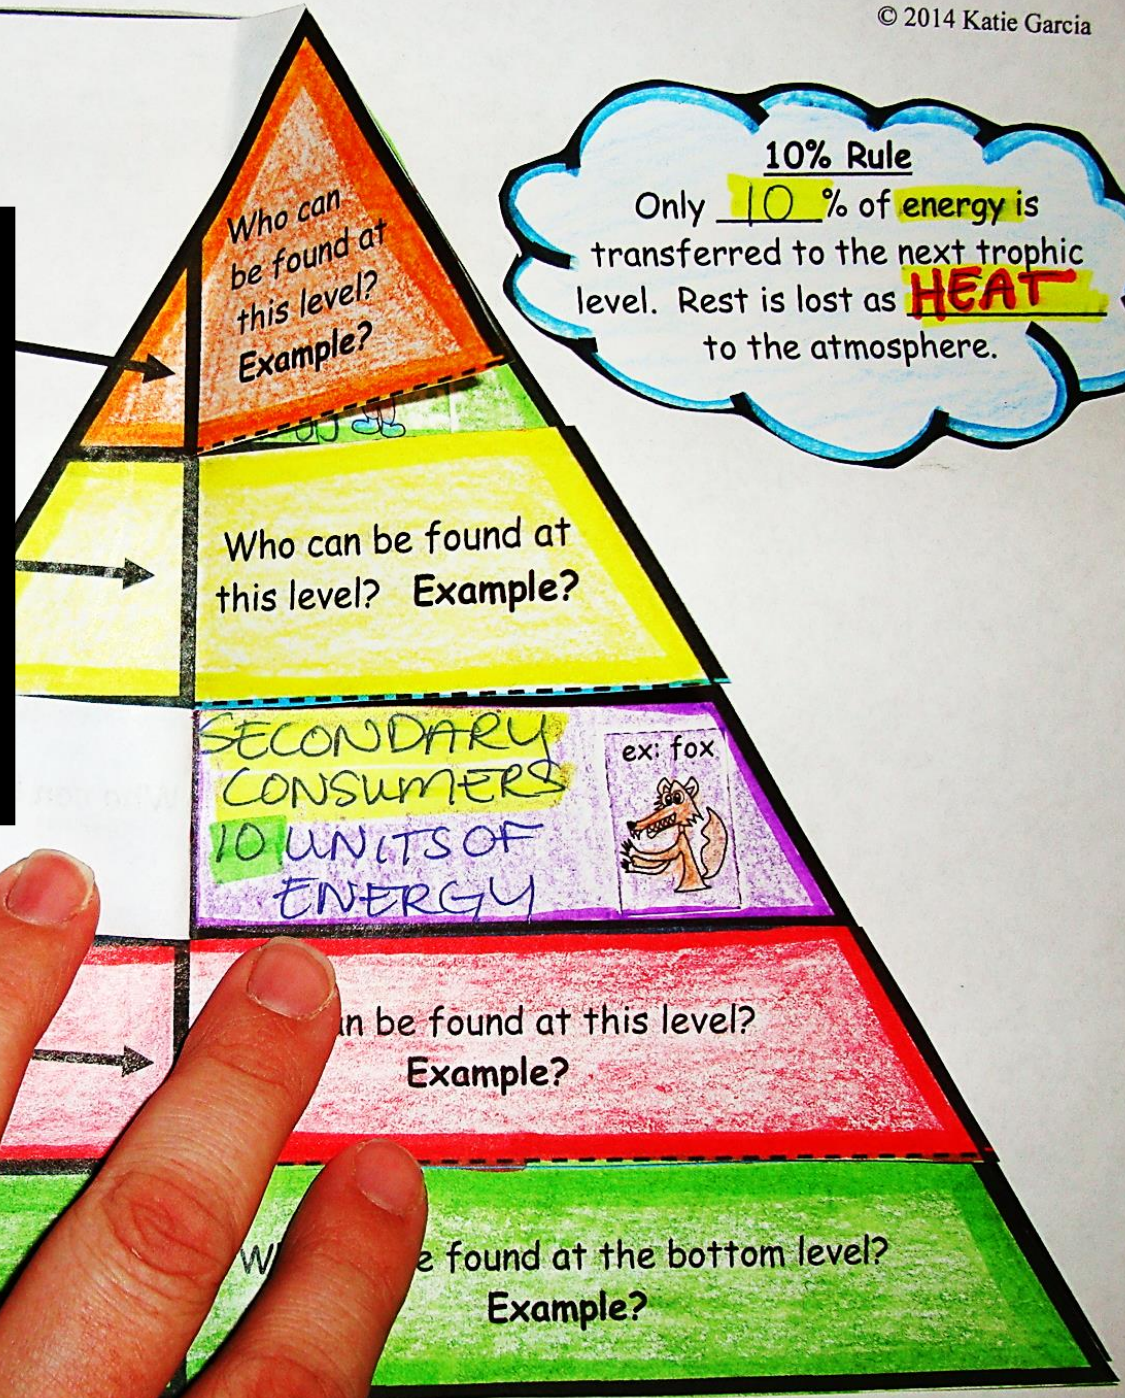 © 2014 Katie Garcia
10% Rule
Only 10 % of energy is
transferred to the next trophic
level. Rest is lost as HEAT
to the atmosphere.
Who can
be found at
this level?
Example?
Who can be found at
this level? Example?
SECONDARY
CONSUMERS
10 UNITS OF
ENERGY
ex: fox
be found at this level?
Example?
found at the bottom level?
Example?